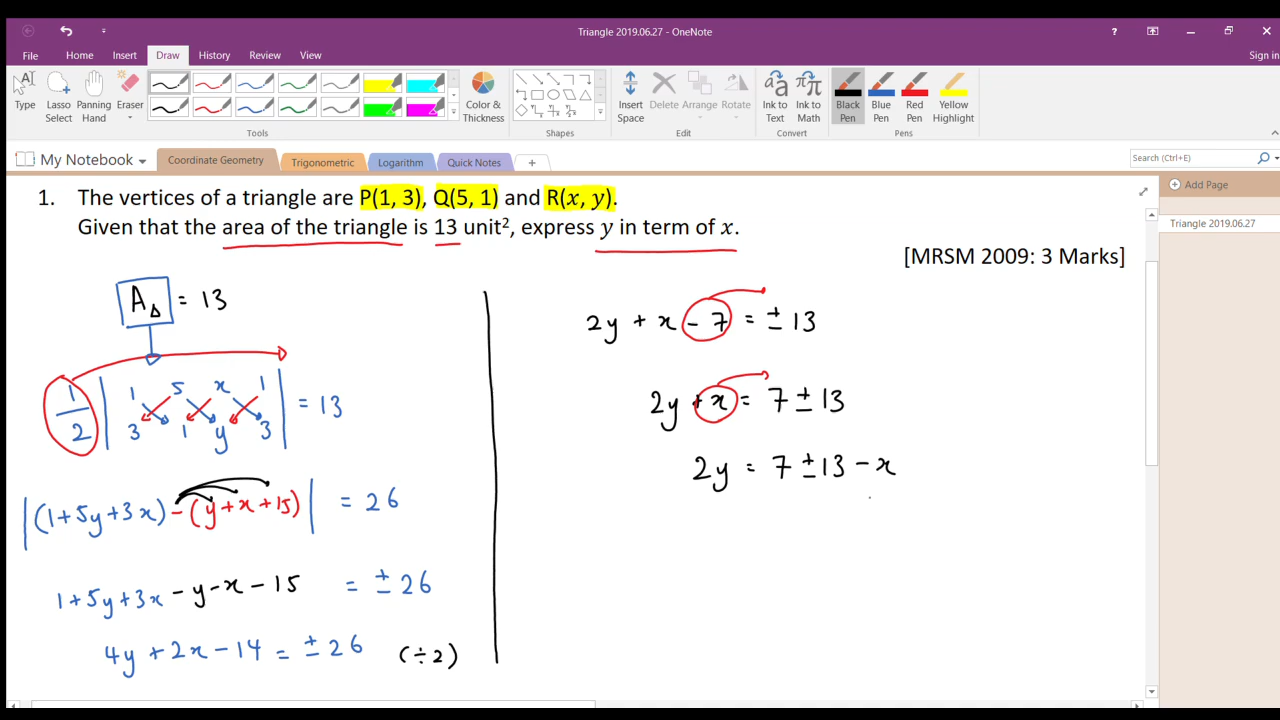 Triangle 2019.06.27 - OneNote
?
File Home Insert Draw History Review View
Sign in
Type Lasso Select Panning Hand Eraser
Color & Thickness
Insert Space Delete Arrange Rotate
Ink to Text Ink to Math
Black Pen Blue Pen Red Pen Yellow Highlight
Tools Shapes Edit Convert Pens
My Notebook Coordinate Geometry Trigonometric Logarithm Quick Notes +
Search (Ctrl+E)
Add Page
Triangle 2019.06.27
1. The vertices of a triangle are P(1, 3), Q(5, 1) and R(x, y).
Given that the area of the triangle is 13 unit², express y in term of x.
[MRSM 2009: 3 Marks]
A△ = 13
1/2 | 1 5 x 1 | = 13
3 1 y 3
|(1+5y+3x) -(y+x+15)| = 26
1+5y+3x -y-x-15 = ±26
4y + 2x - 14 = ±26 (÷2)
2y + x - 7 = ±13
2y + x = 7 ± 13
2y = 7 ± 13 - x